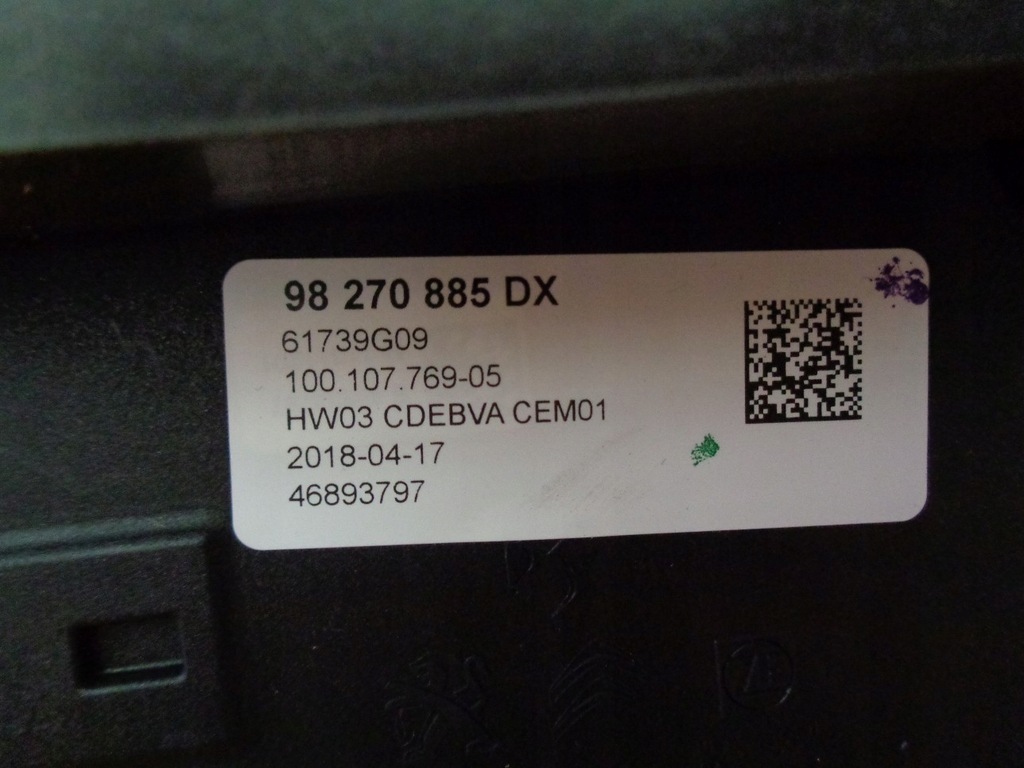 98 270 885 DX
61739G09
100.107.769-05
HW03 CDEBVA CEM01
2018-04-17
46893797